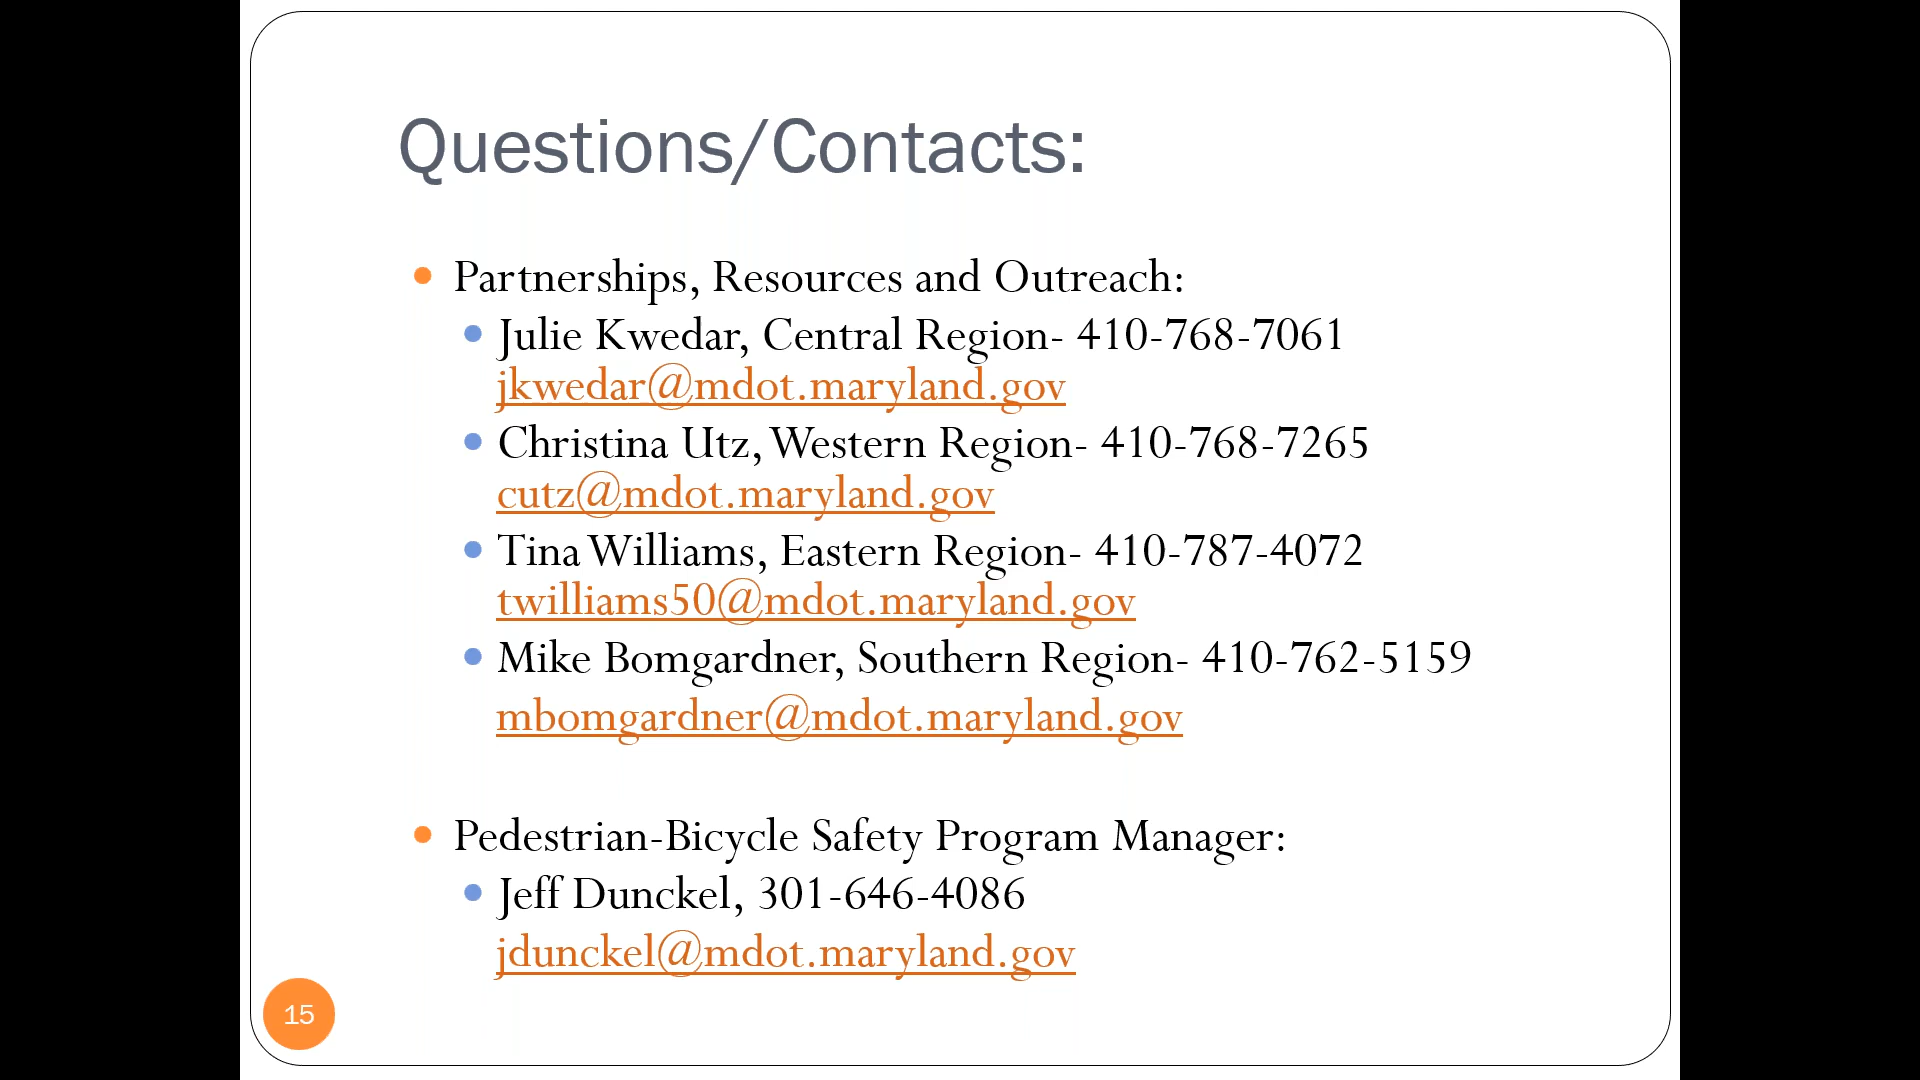 Questions/Contacts:
Partnerships, Resources and Outreach:
Julie Kwedar, Central Region- 410-768-7061
jkwedar@mdot.maryland.gov
Christina Utz, Western Region- 410-768-7265
cutz@mdot.maryland.gov
Tina Williams, Eastern Region- 410-787-4072
twilliams50@mdot.maryland.gov
Mike Bomgardner, Southern Region- 410-762-5159
mbomgardner@mdot.maryland.gov
Pedestrian-Bicycle Safety Program Manager:
Jeff Dunckel, 301-646-4086
jdunckel@mdot.maryland.gov
15